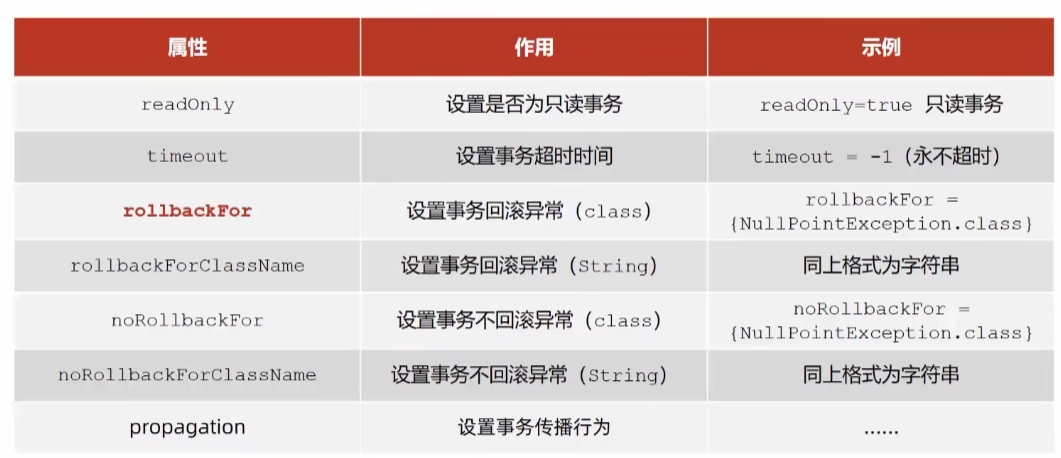 属性 作用 示例
readOnly 设置是否为只读事务 readOnly=true 只读事务
timeout 设置事务超时时间 timeout = -1（永不超时）
rollbackFor 设置事务回滚异常（class） rollbackFor =
{NullPointException.class}
rollbackForClassName 设置事务回滚异常（String） 同上格式为字符串
noRollbackFor 设置事务不回滚异常（class） noRollbackFor =
{NullPointException.class}
noRollbackForClassName 设置事务不回滚异常（String） 同上格式为字符串
propagation 设置事务传播行为 ……